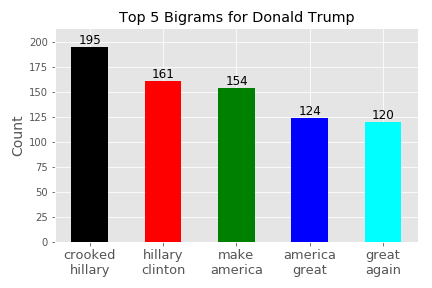 Top 5 Bigrams for Donald Trump
Count
200
175
150
125
100
75
50
25
0
195
161
154
124
120
crooked
hillary
hillary
clinton
make
america
america
great
great
again